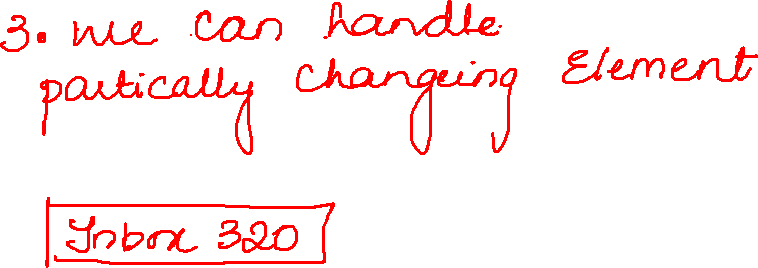 3. we can handle
partically changeing Element
Inbox 320